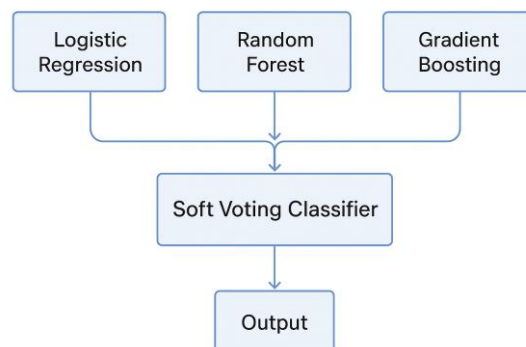 Logistic
Regression
Random
Forest
Gradient
Boosting
Soft Voting Classifier
Output